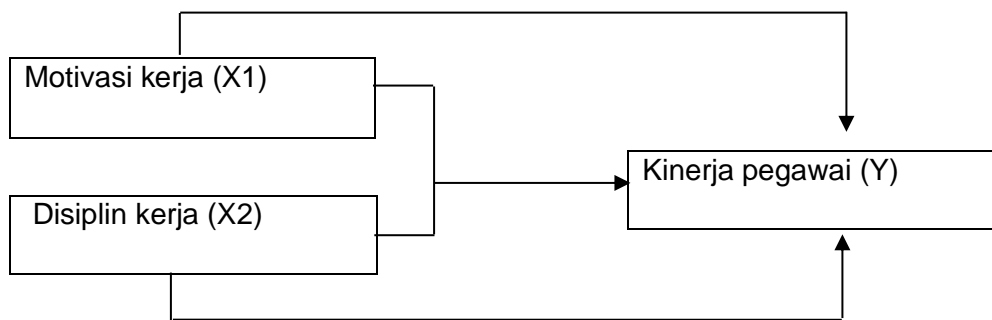 Motivasi kerja (X1)
Kinerja pegawai (Y)
Disiplin kerja (X2)